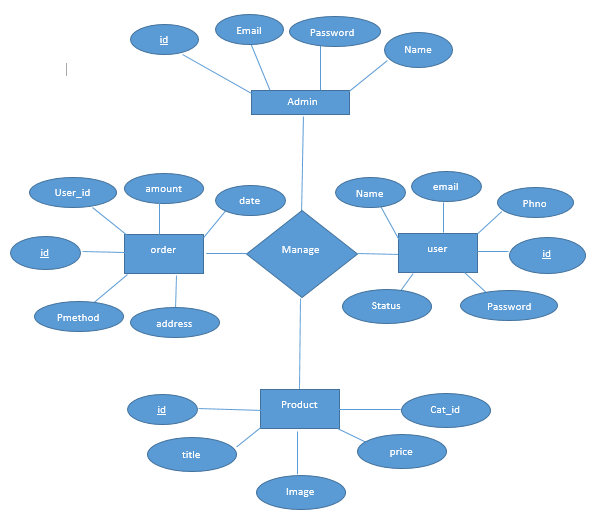 id
Email
Password
Name
Admin
User_id
amount
date
Name
email
Phno
order
Manage
user
id
id
Pmethod
address
Status
Password
Product
id
Cat_id
title
price
Image